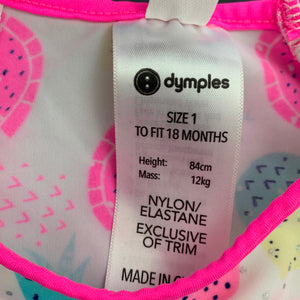 dymples
SIZE 1
TO FIT 18 MONTHS
Height: 84cm
Mass: 12kg
NYLON/
ELASTANE
EXCLUSIVE
OF TRIM
MADE IN